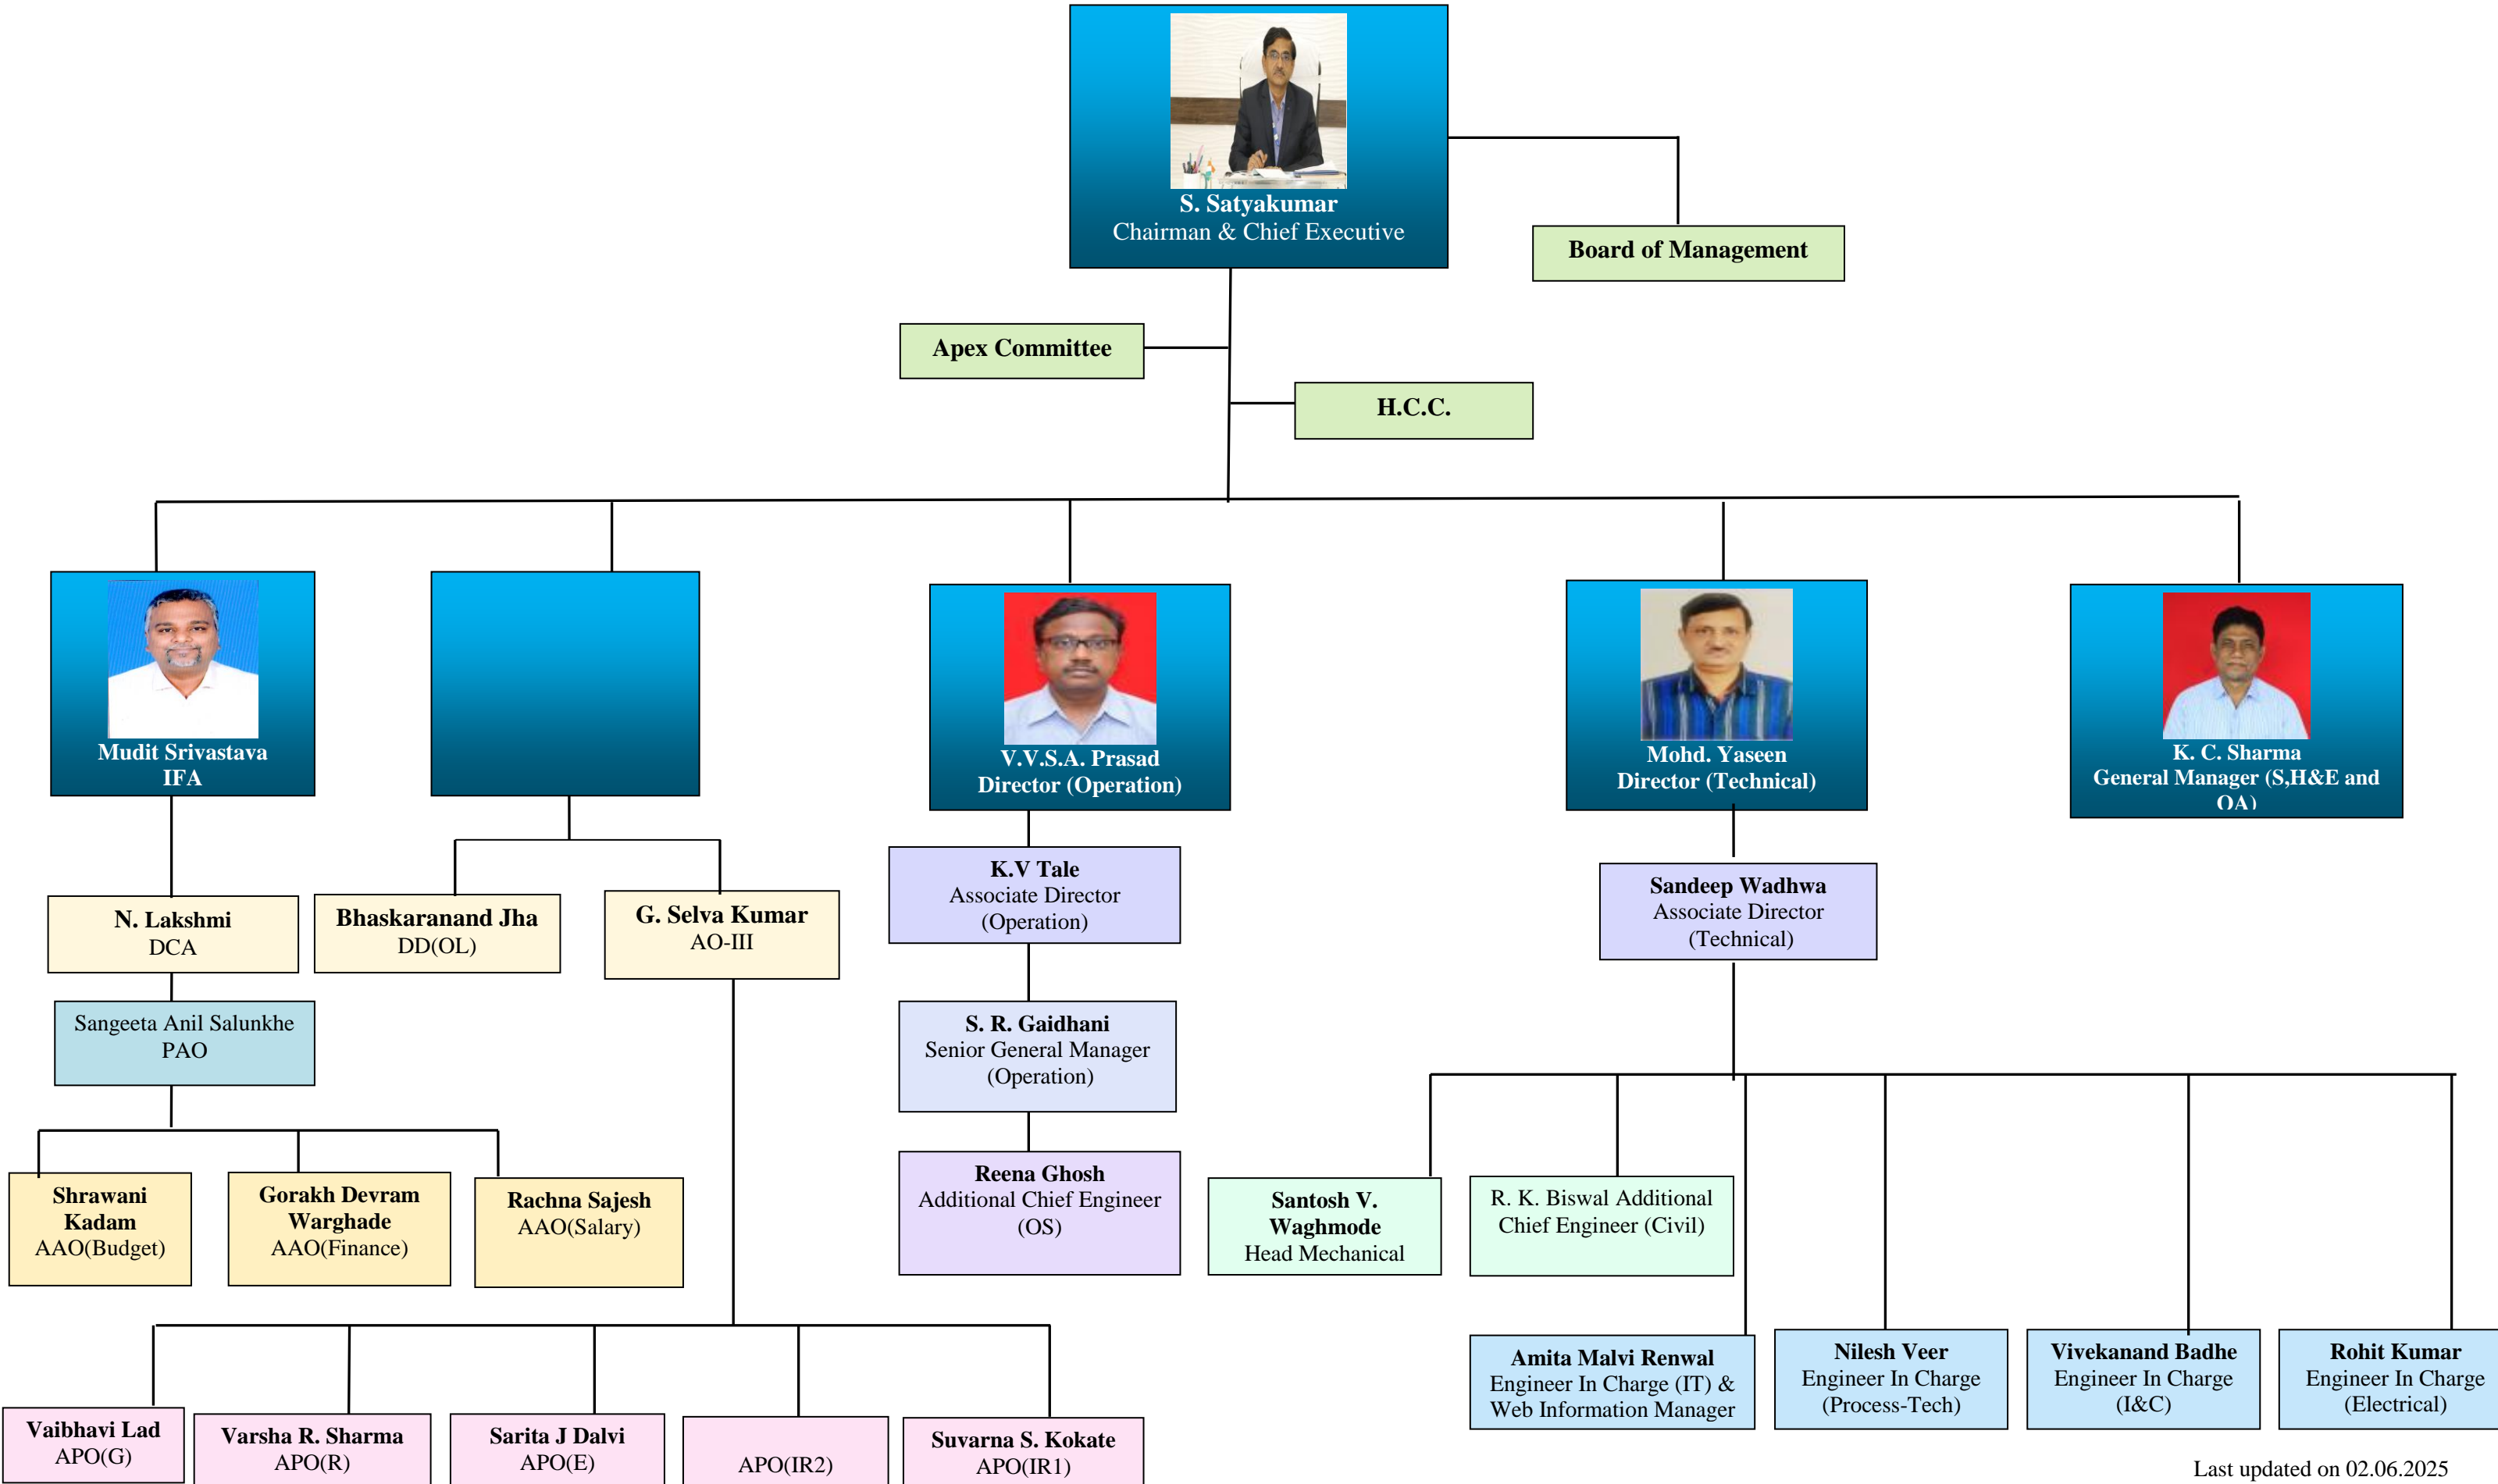 S. Satyakumar
Chairman & Chief Executive
Board of Management
Apex Committee
H.C.C.
Mudit Srivastava
IFA
V.V.S.A. Prasad
Director (Operation)
Mohd. Yaseen
Director (Technical)
K. C. Sharma
General Manager (S,H&E and
OA)
N. Lakshmi
DCA
Bhaskaranand Jha
DD(OL)
G. Selva Kumar
AO-III
K.V Tale
Associate Director
(Operation)
Sandeep Wadhwa
Associate Director
(Technical)
Sangeeta Anil Salunkhe
PAO
S. R. Gaidhani
Senior General Manager
(Operation)
Shrawani
Kadam
AAO(Budget)
Gorakh Devram
Warghade
AAO(Finance)
Rachna Sajesh
AAO(Salary)
Reena Ghosh
Additional Chief Engineer
(OS)
Santosh V.
Waghmode
Head Mechanical
R. K. Biswal Additional
Chief Engineer (Civil)
Amita Malvi Renwal
Engineer In Charge (IT) &
Web Information Manager
Nilesh Veer
Engineer In Charge
(Process-Tech)
Vivekanand Badhe
Engineer In Charge
(I&C)
Rohit Kumar
Engineer In Charge
(Electrical)
Vaibhavi Lad
APO(G)
Varsha R. Sharma
APO(R)
Sarita J Dalvi
APO(E)
APO(IR2)
Suvarna S. Kokate
APO(IR1)
Last updated on 02.06.2025